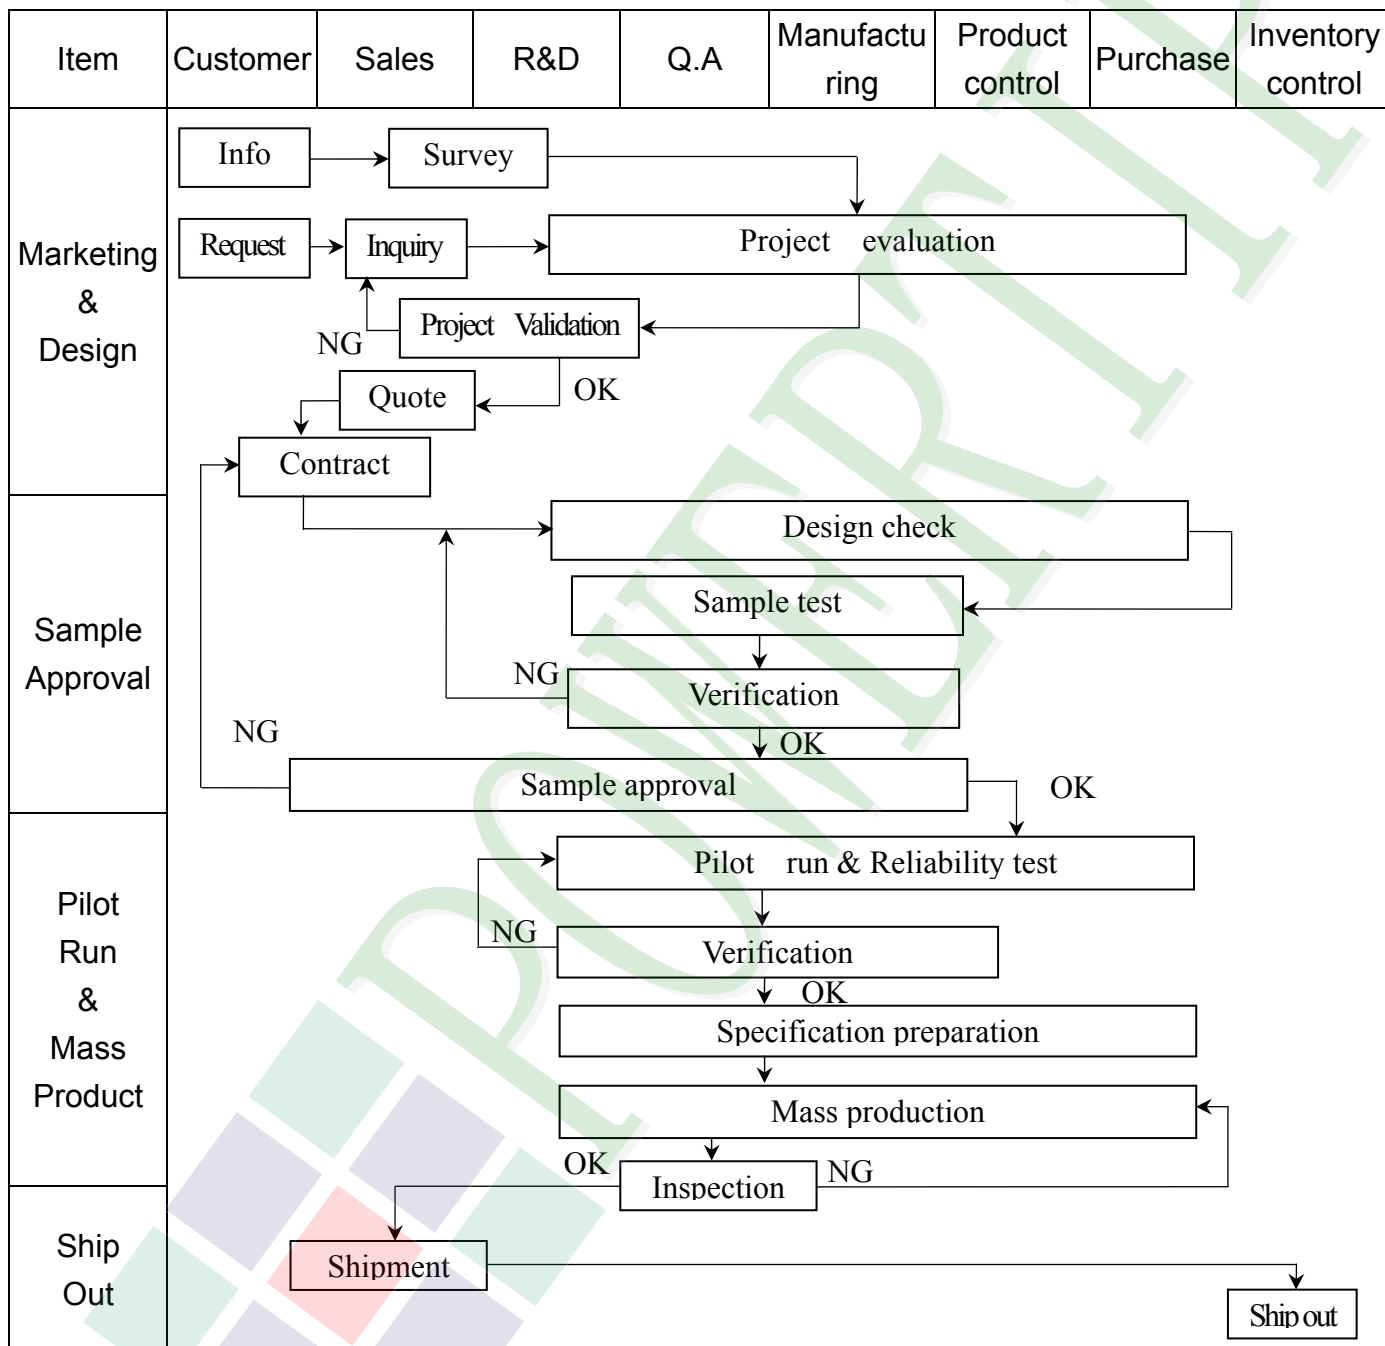 Item Customer Sales R&D Q.A Manufactu
ring Product
control Purchase Inventory
control
Marketing
&
Design
Info Survey
Request Inquiry Project evaluation
NG Project Validation
Quote OK
Contract
Sample
Approval
Design check
Sample test
NG Verification
NG OK
Sample approval OK
Pilot
Run
&
Mass
Product
Pilot run & Reliability test
NG Verification
OK
Specification preparation
Mass production
OK Inspection NG
Ship
Out
Shipment
Ship out
POWERTIP